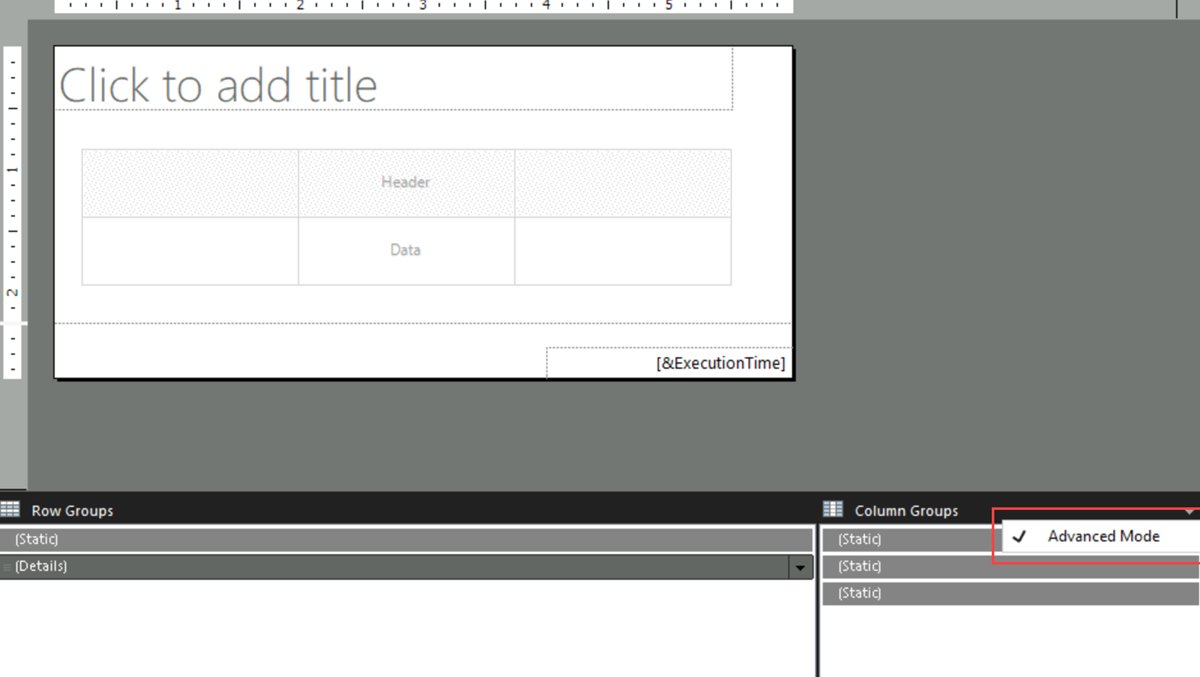 1 2 3 4 5
Click to add title
1
Header
Data
2
[&ExecutionTime]
Row Groups
Column Groups
(Static)
(Static)
Advanced Mode
(Details)
(Static)
(Static)